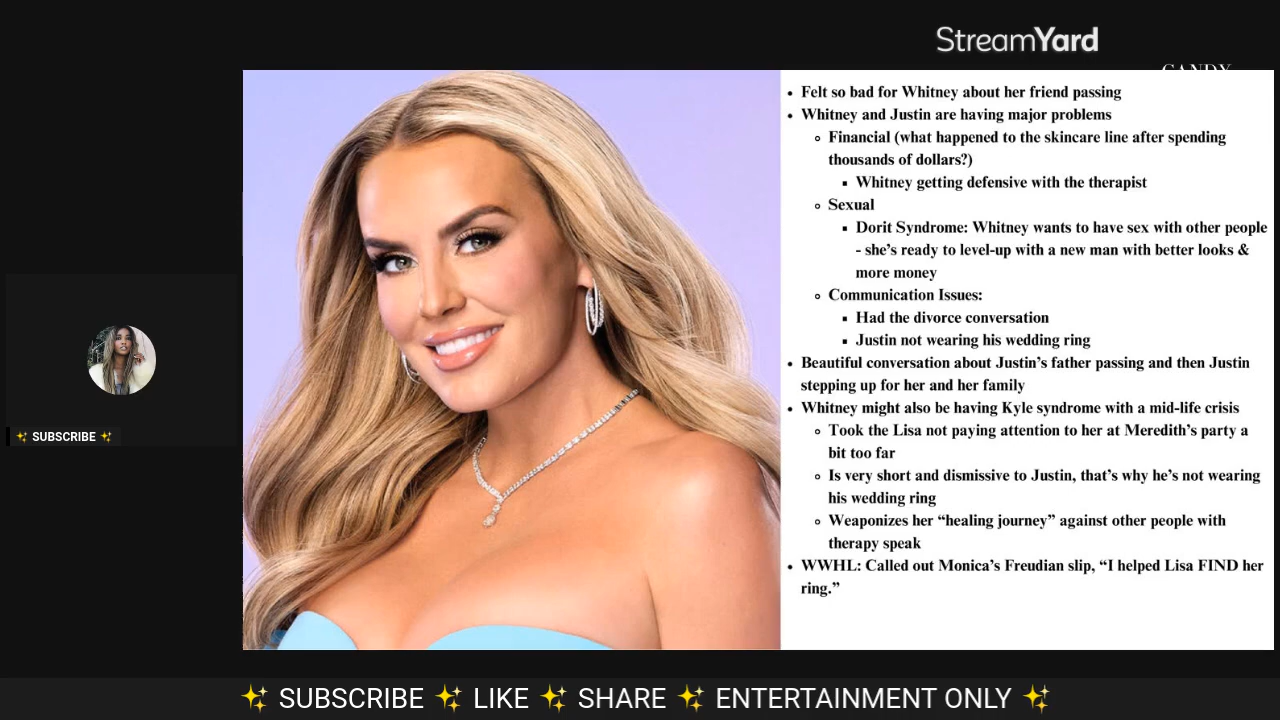 StreamYard
CANDY
Felt so bad for Whitney about her friend passing
Whitney and Justin are having major problems
Financial (what happened to the skincare line after spending
thousands of dollars?)
Whitney getting defensive with the therapist
Sexual
Dorit Syndrome: Whitney wants to have sex with other people
- she’s ready to level-up with a new man with better looks &
more money
Communication Issues:
Had the divorce conversation
Justin not wearing his wedding ring
Beautiful conversation about Justin’s father passing and then Justin
stepping up for her and her family
Whitney might also be having Kyle syndrome with a mid-life crisis
Took the Lisa not paying attention to her at Meredith’s party a
bit too far
Is very short and dismissive to Justin, that’s why he’s not wearing
his wedding ring
Weaponizes her “healing journey” against other people with
therapy speak
WWHL: Called out Monica’s Freudian slip, “I helped Lisa FIND her
ring.”
✨ SUBSCRIBE ✨
✨ SUBSCRIBE ✨ LIKE ✨ SHARE ✨ ENTERTAINMENT ONLY ✨